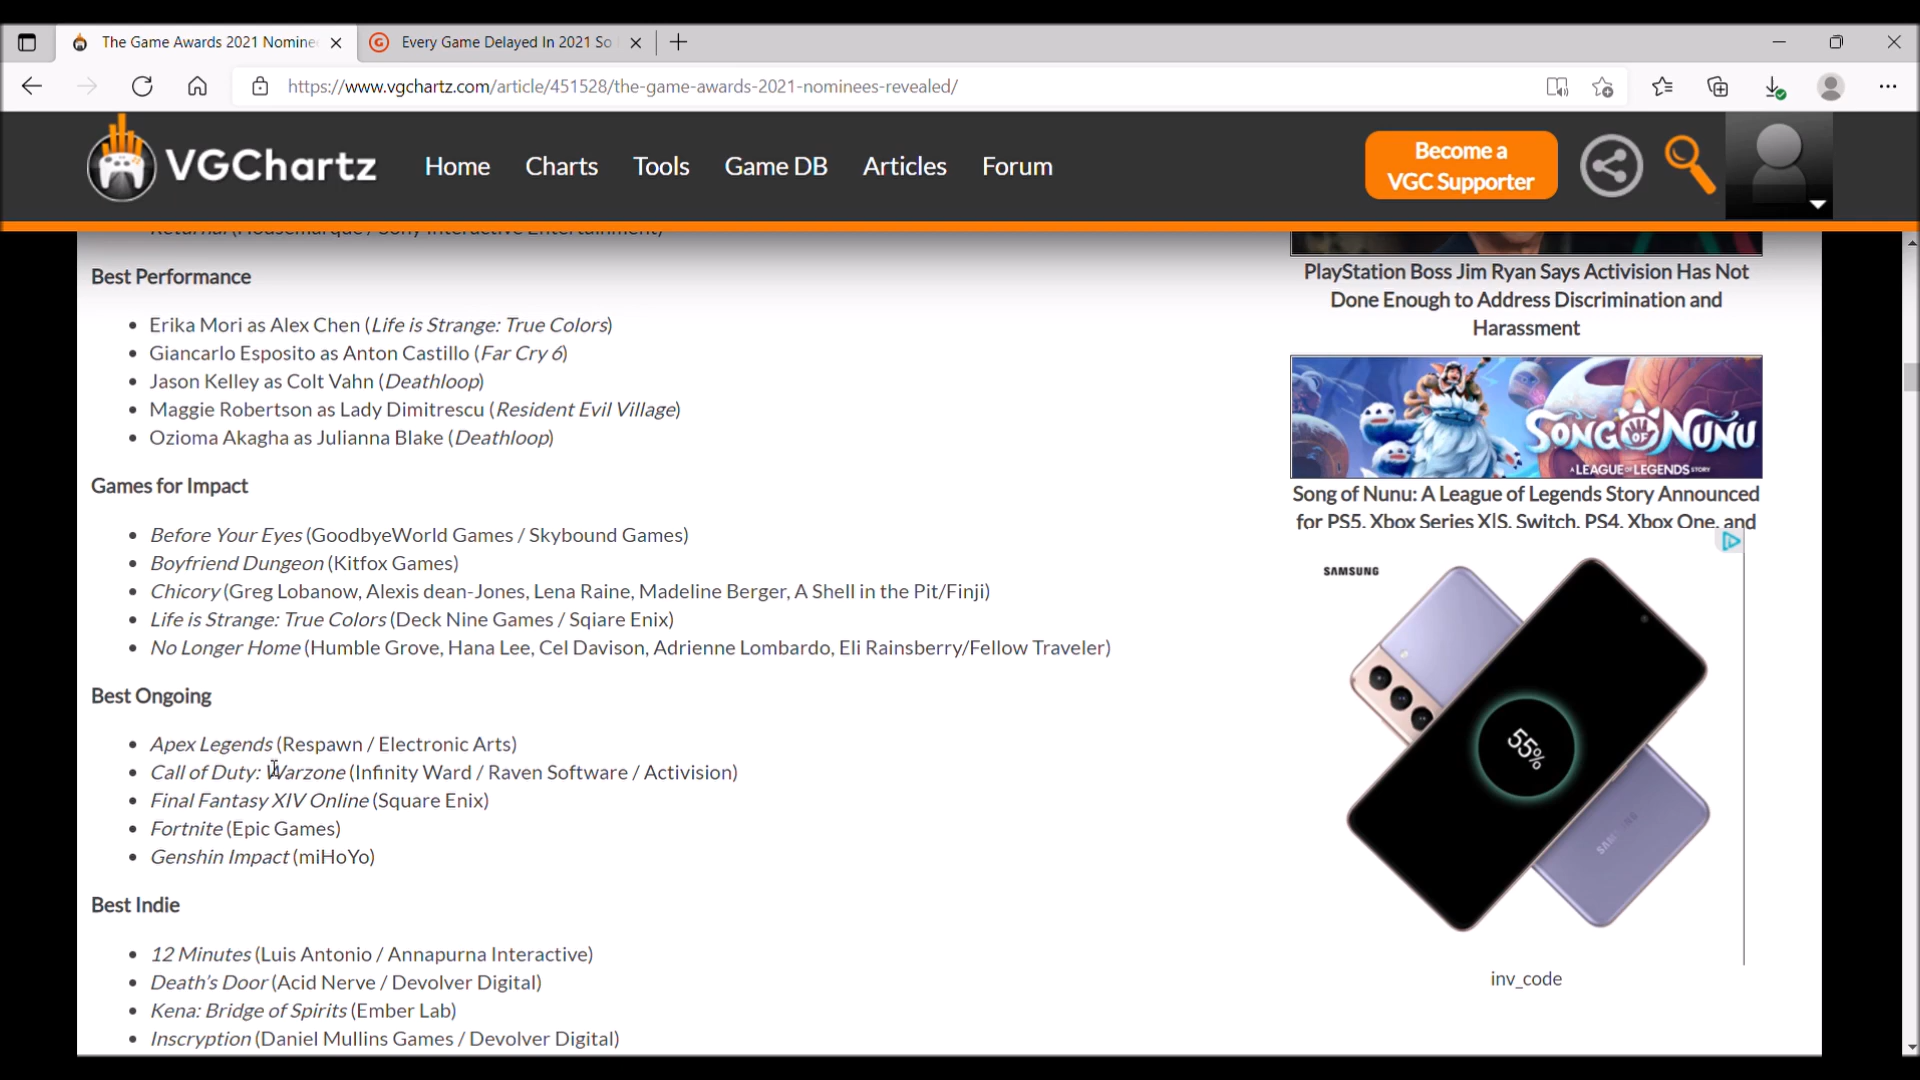 The Game Awards 2021 Nomine
Every Game Delayed In 2021 So
https://www.vgchartz.com/article/451528/the-game-awards-2021-nominees-revealed/
VGChartz
Home
Charts
Tools
Game DB
Articles
Forum
Become a
VGC Supporter
Returnal (Housemarque / Sony Interactive Entertainment)
Best Performance
Erika Mori as Alex Chen (Life is Strange: True Colors)
Giancarlo Esposito as Anton Castillo (Far Cry 6)
Jason Kelley as Colt Vahn (Deathloop)
Maggie Robertson as Lady Dimitrescu (Resident Evil Village)
Ozioma Akagha as Julianna Blake (Deathloop)
Games for Impact
Before Your Eyes (GoodbyeWorld Games / Skybound Games)
Boyfriend Dungeon (Kitfox Games)
Chicory (Greg Lobanow, Alexis dean-Jones, Lena Raine, Madeline Berger, A Shell in the Pit/Finji)
Life is Strange: True Colors (Deck Nine Games / Sqiare Enix)
No Longer Home (Humble Grove, Hana Lee, Cel Davison, Adrienne Lombardo, Eli Rainsberry/Fellow Traveler)
Best Ongoing
Apex Legends (Respawn / Electronic Arts)
Call of Duty: Warzone (Infinity Ward / Raven Software / Activision)
Final Fantasy XIV Online (Square Enix)
Fortnite (Epic Games)
Genshin Impact (miHoYo)
Best Indie
12 Minutes (Luis Antonio / Annapurna Interactive)
Death's Door (Acid Nerve / Devolver Digital)
Kena: Bridge of Spirits (Ember Lab)
Inscryption (Daniel Mullins Games / Devolver Digital)
PlayStation Boss Jim Ryan Says Activision Has Not
Done Enough to Address Discrimination and
Harassment
SONG OF NUNU
A LEAGUE OF LEGENDS STORY
Song of Nunu: A League of Legends Story Announced
for PS5, Xbox Series X|S, Switch, PS4, Xbox One, and
SAMSUNG
55%
SAMSUNG
inv_code